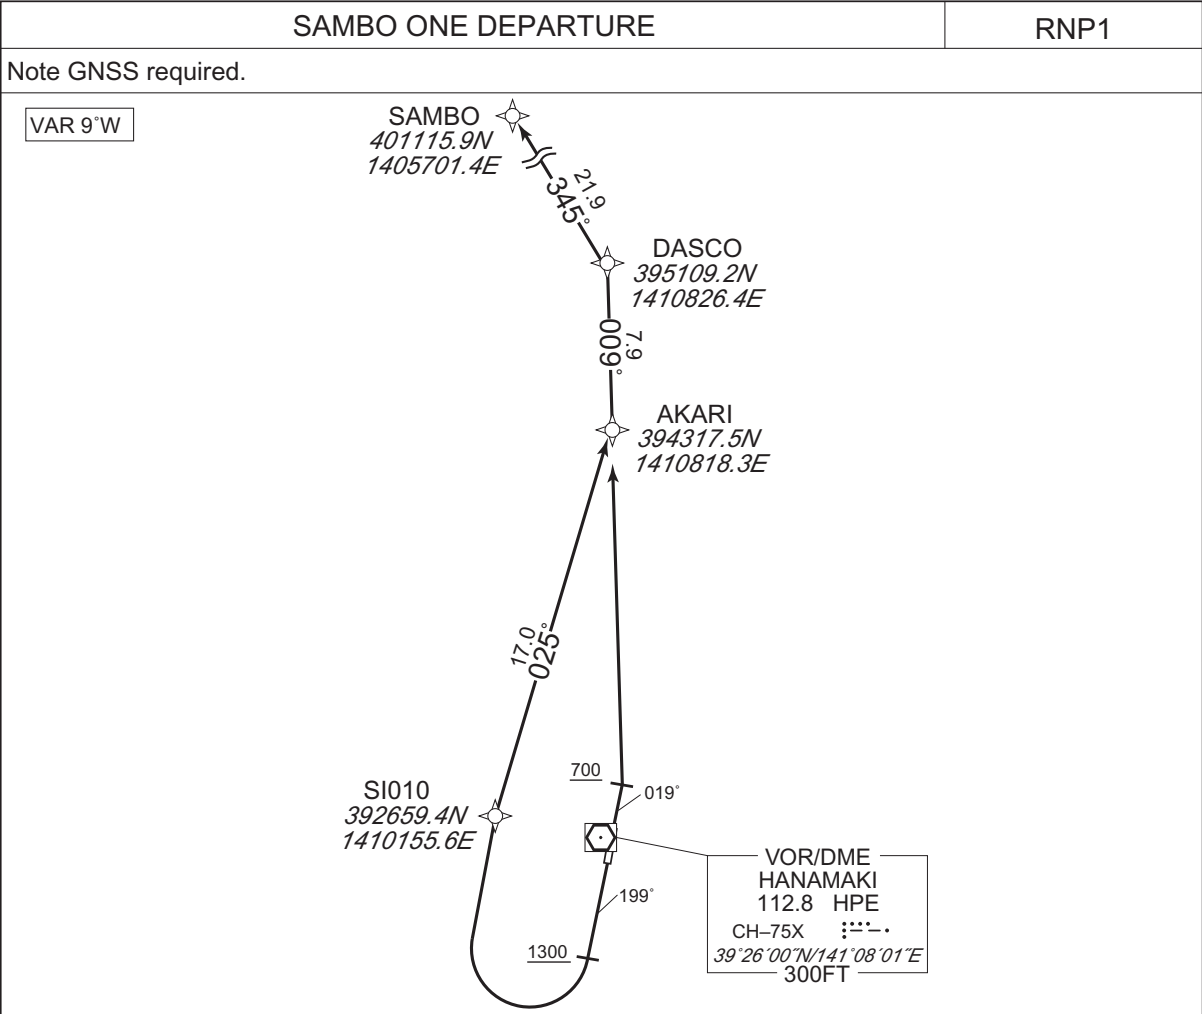 SAMBO ONE DEPARTURE
RNP1
Note GNSS required.
VAR 9°W
SAMBO
401115.9N
1405701.4E
21.9
345°
DASCO
395109.2N
1410826.4E
7.9
009°
AKARI
394317.5N
1410818.3E
17.0
025°
700
019°
SI010
392659.4N
1410155.6E
199°
1300
VOR/DME
HANAMAKI
112.8 HPE
CH–75X
39°26´00˝N/141°08´01˝E
300FT